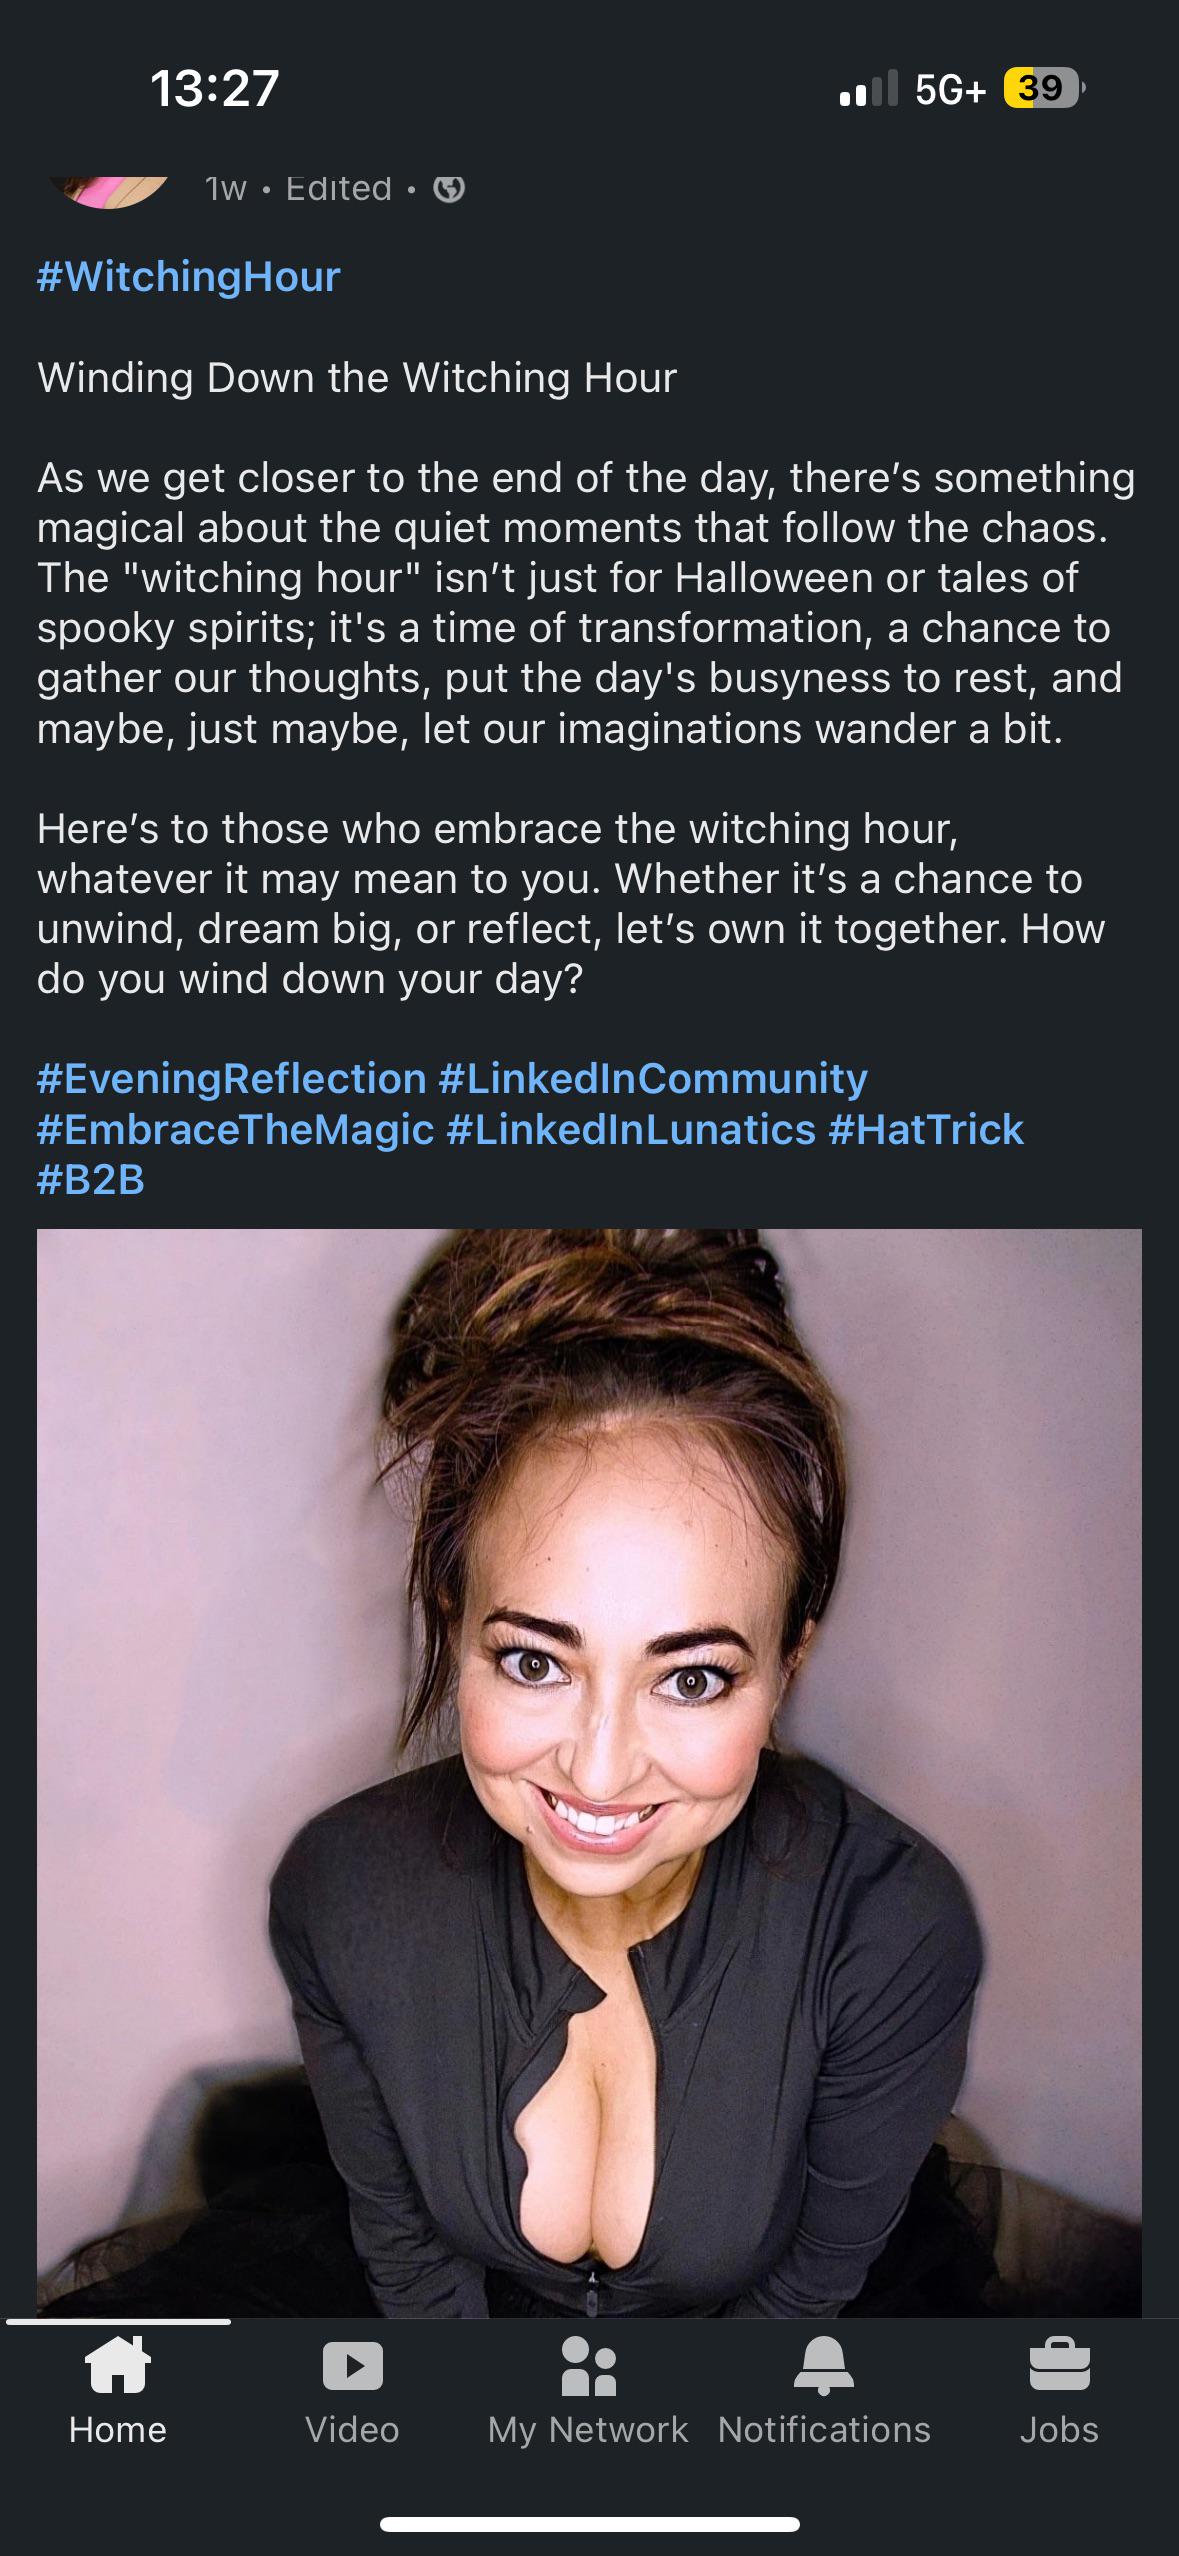 13:27
5G+ 39
1w • Edited •
#WitchingHour
Winding Down the Witching Hour
As we get closer to the end of the day, there’s something
magical about the quiet moments that follow the chaos.
The "witching hour" isn’t just for Halloween or tales of
spooky spirits; it's a time of transformation, a chance to
gather our thoughts, put the day's busyness to rest, and
maybe, just maybe, let our imaginations wander a bit.
Here’s to those who embrace the witching hour,
whatever it may mean to you. Whether it’s a chance to
unwind, dream big, or reflect, let’s own it together. How
do you wind down your day?
#EveningReflection #LinkedInCommunity
#EmbraceTheMagic #LinkedInLunatics #HatTrick
#B2B
Home Video My Network Notifications Jobs